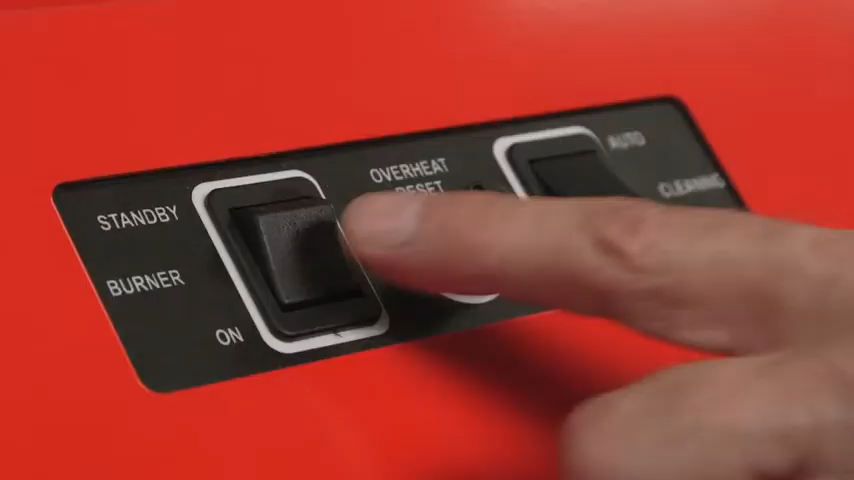 STANDBY
BURNER
ON
OVERHEAT
RESET
AUTO
CLEANING